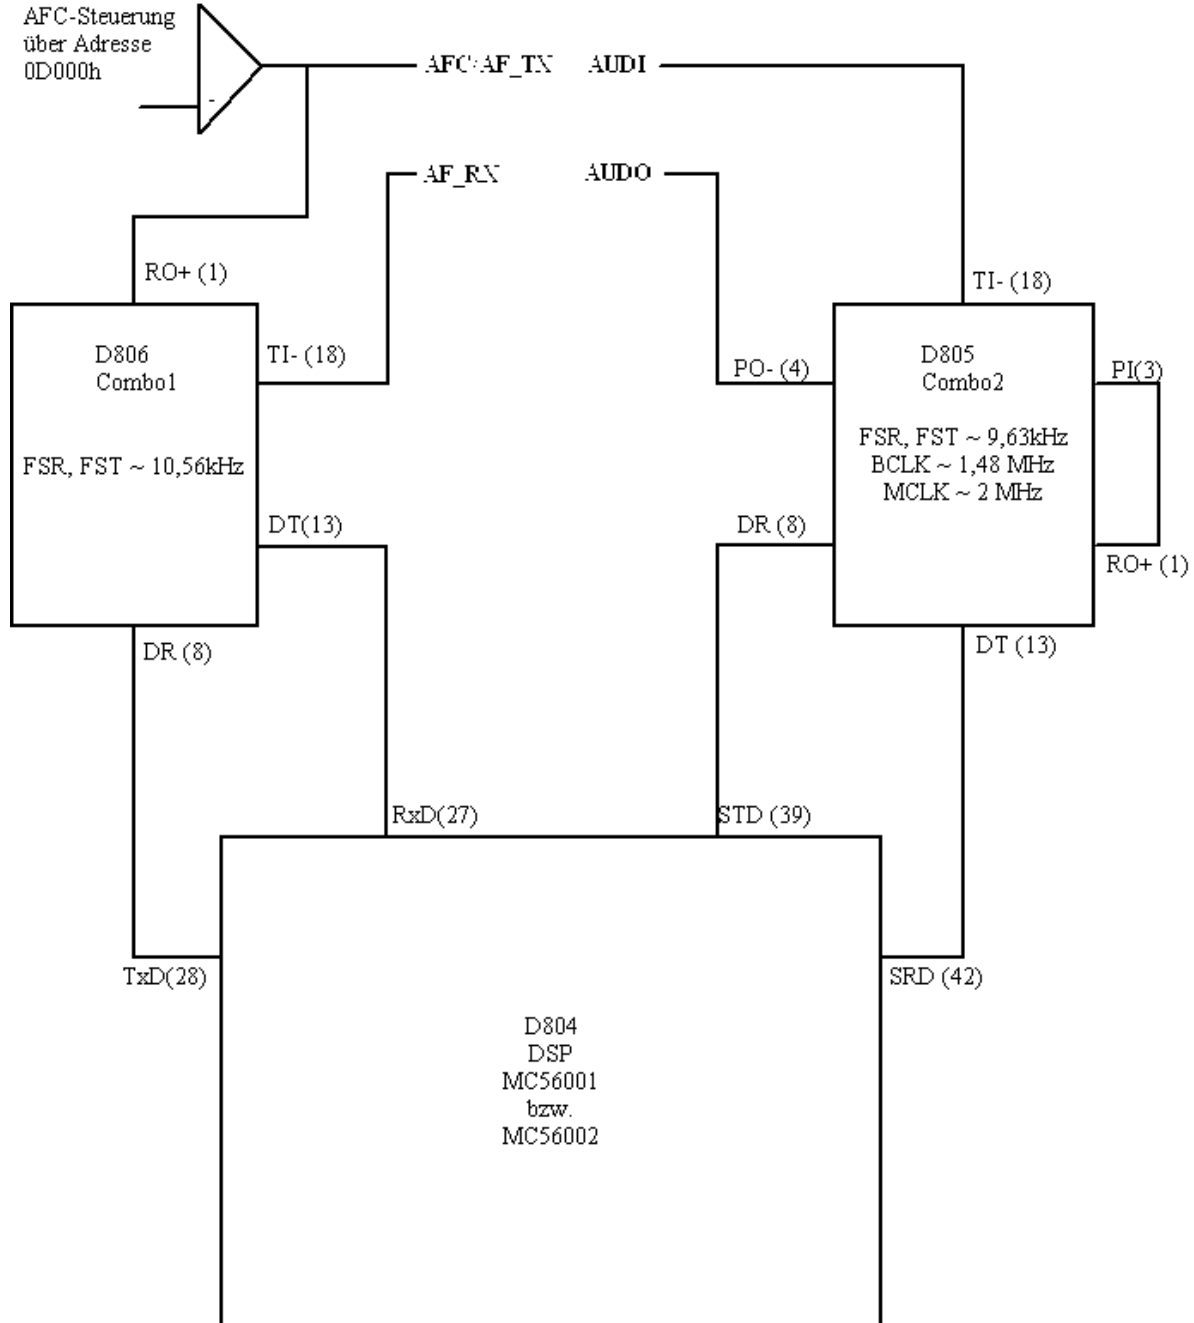 AFC-Steuerung
über Adresse
0D000h
-
AFC/AF_TX AUDI
AF_RX AUDO
RO+ (1)
TI- (18)
D806
Combo1
TI- (18)
FSR, FST ~ 10,56kHz
DT(13)
DR (8)
PO- (4)
D805
Combo2
PI(3)
FSR, FST ~ 9,63kHz
BCLK ~ 1,48 MHz
MCLK ~ 2 MHz
DR (8)
RO+ (1)
DT (13)
RxD(27)
STD (39)
TxD(28)
SRD (42)
D804
DSP
MC56001
bzw.
MC56002